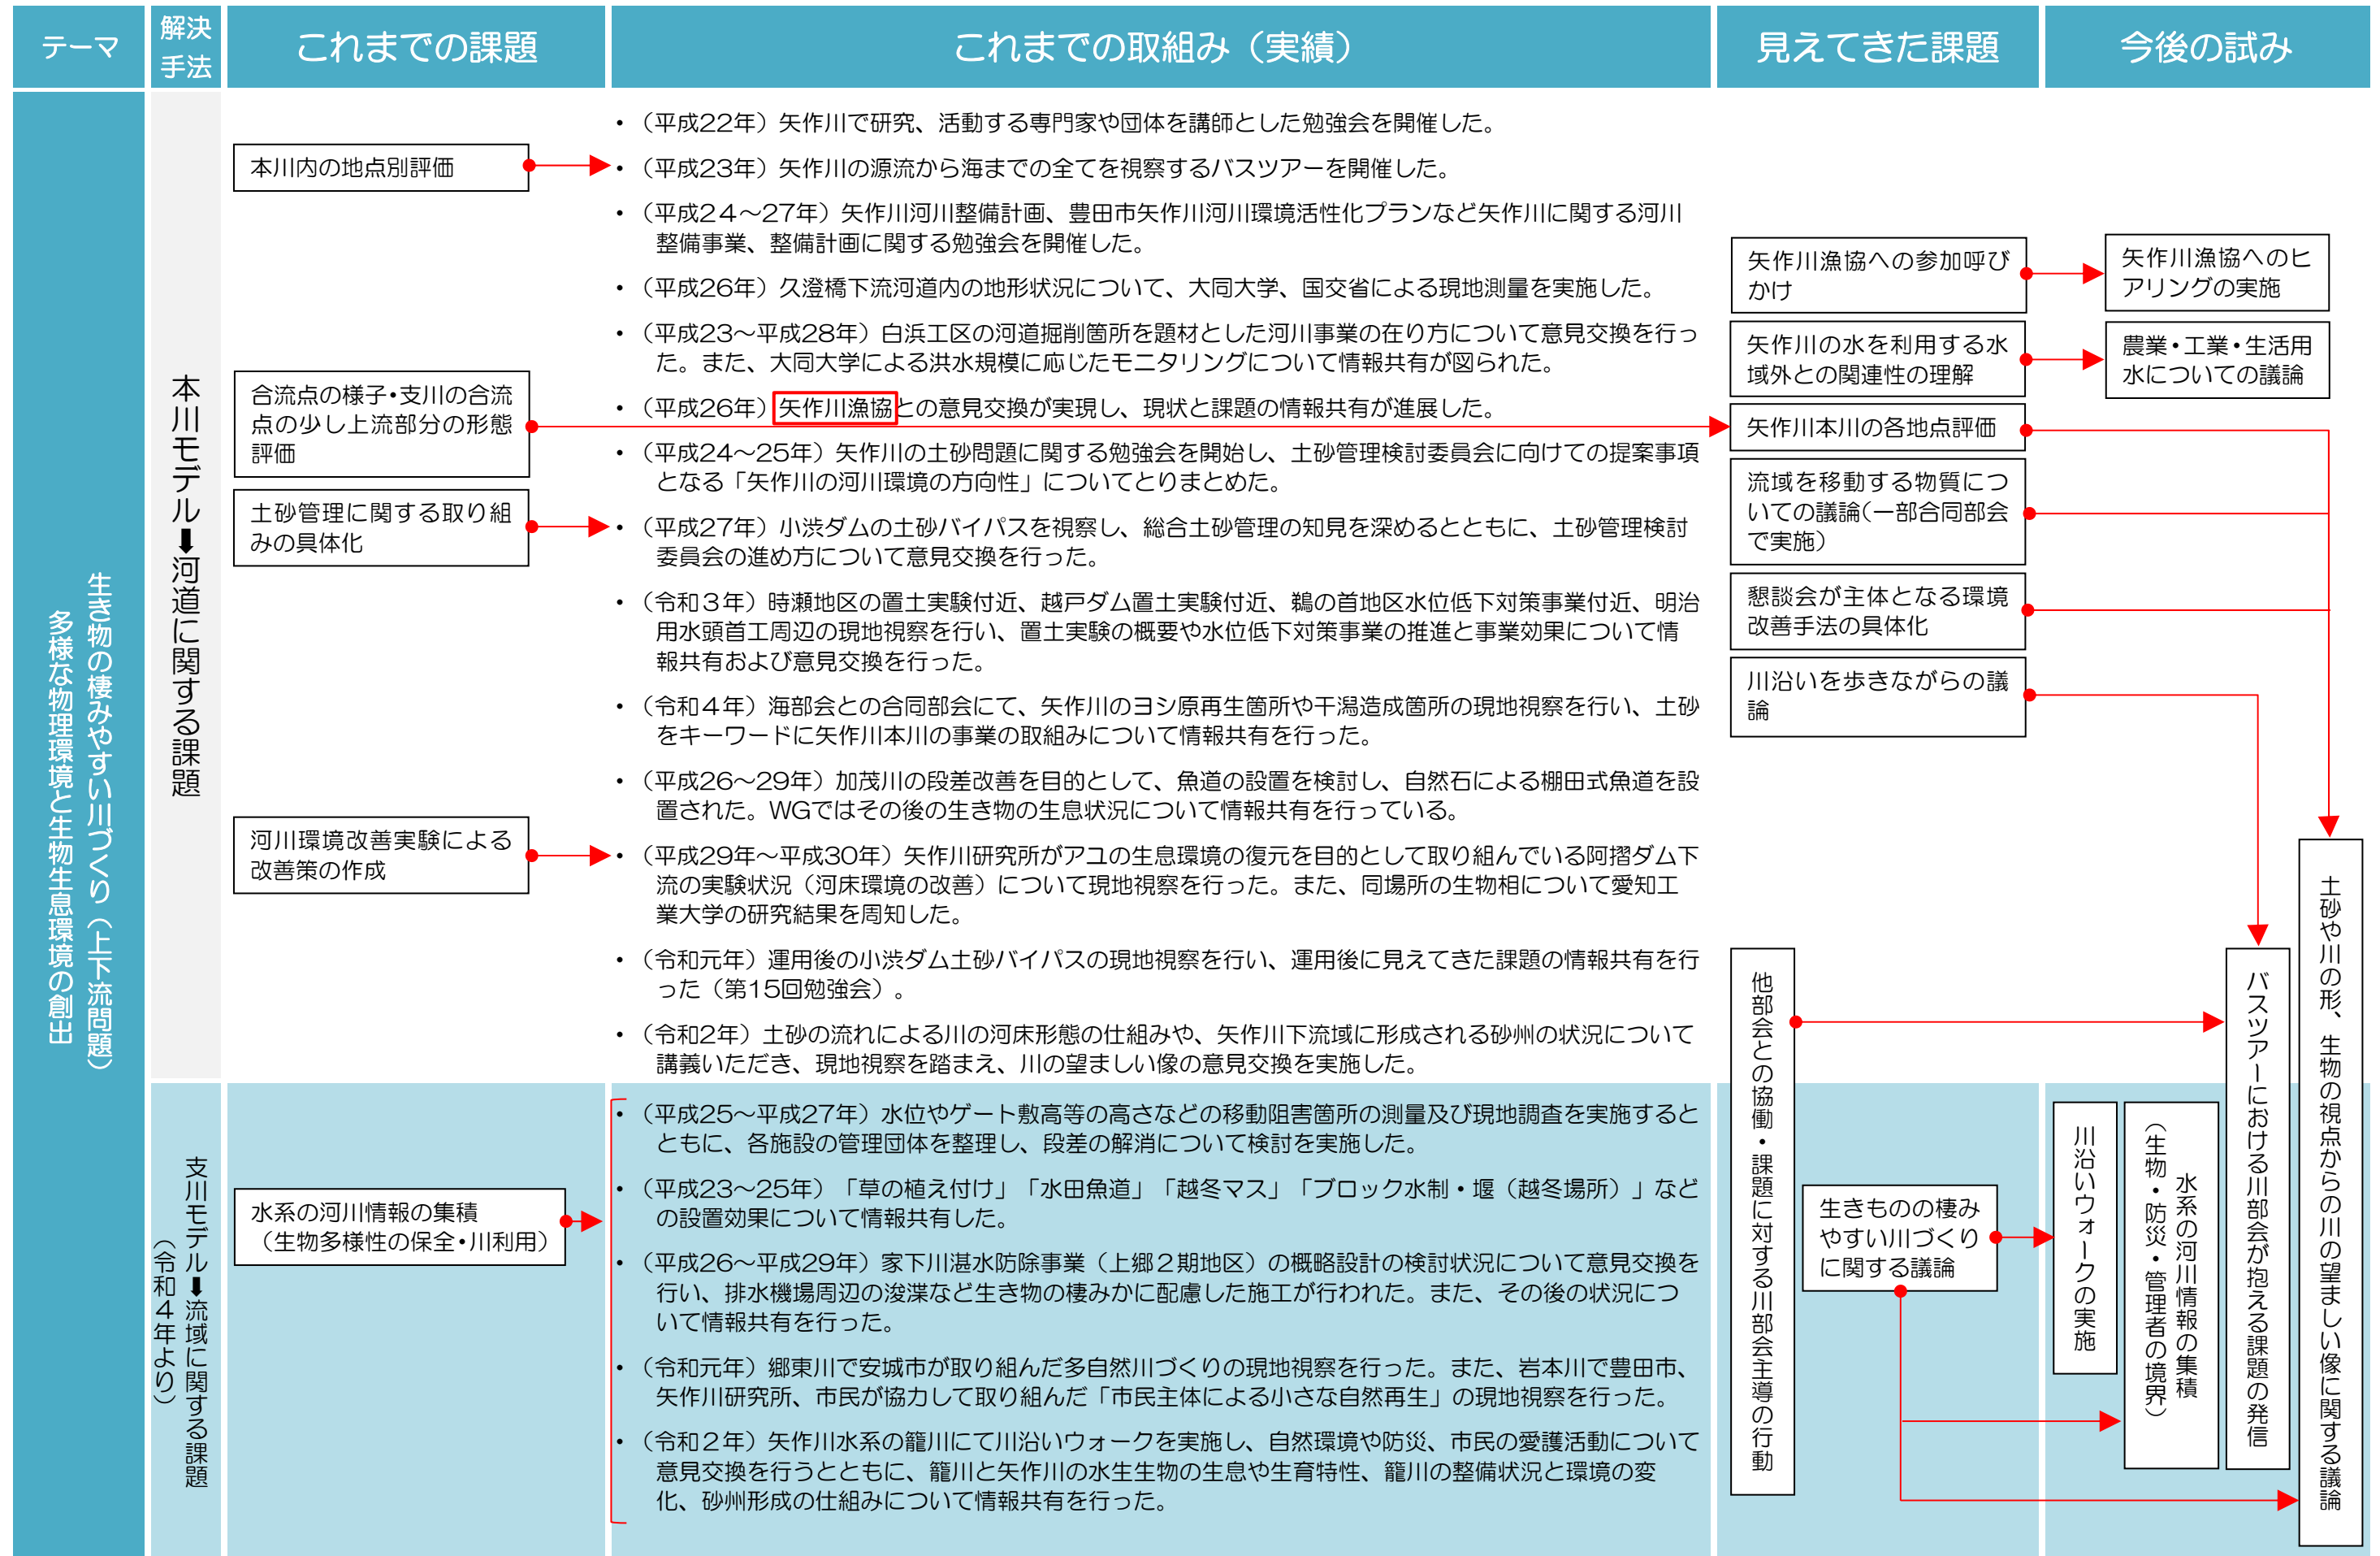 テーマ
解決
手法
これまでの課題
これまでの取組み（実績）
見えてきた課題
今後の試み
生き物の棲みやすい川づくり（上下流問題）
多様な物理環境と生物生息環境の創出
本川モデル➡河道に関する課題
本川内の地点別評価
合流点の様子・支川の合流
点の少し上流部分の形態
評価
土砂管理に関する取り組
みの具体化
河川環境改善実験による
改善策の作成
・（平成22年）矢作川で研究、活動する専門家や団体を講師とした勉強会を開催した。
・（平成23年）矢作川の源流から海までの全てを視察するバスツアーを開催した。
・（平成24～27年）矢作川河川整備計画、豊田市矢作川河川環境活性化プランなど矢作川に関する河川
整備事業、整備計画に関する勉強会を開催した。
・（平成26年）久澄橋下流河道内の地形状況について、大同大学、国交省による現地測量を実施した。
・（平成23～平成28年）白浜工区の河道掘削箇所を題材とした河川事業の在り方について意見交換を行っ
た。また、大同大学による洪水規模に応じたモニタリングについて情報共有が図られた。
・（平成26年）矢作川漁協との意見交換が実現し、現状と課題の情報共有が進展した。
・（平成24～25年）矢作川の土砂問題に関する勉強会を開始し、土砂管理検討委員会に向けての提案事項
となる「矢作川の河川環境の方向性」についてとりまとめた。
・（平成27年）小渋ダムの土砂バイパスを視察し、総合土砂管理の知見を深めるとともに、土砂管理検討
委員会の進め方について意見交換を行った。
・（令和３年）時瀬地区の置土実験付近、越戸ダム置土実験付近、鵜の首地区水位低下対策事業付近、明治
用水頭首工周辺の現地視察を行い、置土実験の概要や水位低下対策事業の推進と事業効果について情
報共有および意見交換を行った。
・（令和４年）海部会との合同部会にて、矢作川のヨシ原再生箇所や干潟造成箇所の現地視察を行い、土砂
をキーワードに矢作川本川の事業の取組みについて情報共有を行った。
・（平成26～29年）加茂川の段差改善を目的として、魚道の設置を検討し、自然石による棚田式魚道を設
置された。WGではその後の生き物の生息状況について情報共有を行っている。
・（平成29年～平成30年）矢作川研究所がアユの生息環境の復元を目的として取り組んでいる阿摺ダム下
流の実験状況（河床環境の改善）について現地視察を行った。また、同場所の生物相について愛知工
業大学の研究結果を周知した。
・（令和元年）運用後の小渋ダム土砂バイパスの現地視察を行い、運用後に見えてきた課題の情報共有を行
った（第15回勉強会）。
・（令和2年）土砂の流れによる川の河床形態の仕組みや、矢作川下流域に形成される砂州の状況について
講義いただき、現地視察を踏まえ、川の望ましい像の意見交換を実施した。
矢作川漁協への参加呼び
かけ
矢作川の水を利用する水
域外との関連性の理解
矢作川本川の各地点評価
流域を移動する物質につ
いての議論（一部合同部会
で実施）
懇談会が主体となる環境
改善手法の具体化
川沿いを歩きながらの議
論
矢作川漁協へのヒ
アリングの実施
農業・工業・生活用
水についての議論
支川モデル➡流域に関する課題
（令和４年より）
水系の河川情報の集積
（生物多様性の保全・川利用）
・（平成25～平成27年）水位やゲート敷高等の高さなどの移動阻害箇所の測量及び現地調査を実施すると
ともに、各施設の管理団体を整理し、段差の解消について検討を実施した。
・（平成23～25年）「草の植え付け」「水田魚道」「越冬マス」「ブロック水制・堰（越冬場所）」など
の設置効果について情報共有した。
・（平成26～平成29年）家下川湛水防除事業（上郷２期地区）の概略設計の検討状況について意見交換を
行い、排水機場周辺の浚渫など生き物の棲みかに配慮した施工が行われた。また、その後の状況につ
いて情報共有を行った。
・（令和元年）郷東川で安城市が取り組んだ多自然川づくりの現地視察を行った。また、岩本川で豊田市、
矢作川研究所、市民が協力して取り組んだ「市民主体による小さな自然再生」の現地視察を行った。
・（令和２年）矢作川水系の籠川にて川沿いウォークを実施し、自然環境や防災、市民の愛護活動について
意見交換を行うとともに、籠川と矢作川の水生生物の生息や生育特性、籠川の整備状況と環境の変
化、砂州形成の仕組みについて情報共有を行った。
他部会との協働・課題に対する川部会主導の行動
生きものの棲み
やすい川づくり
に関する議論
川沿いウォークの実施
水系の河川情報の集積
（生物・防災・管理者の境界）
バスツアーにおける川部会が抱える課題の発信
土砂や川の形、生物の視点からの川の望ましい像に関する議論